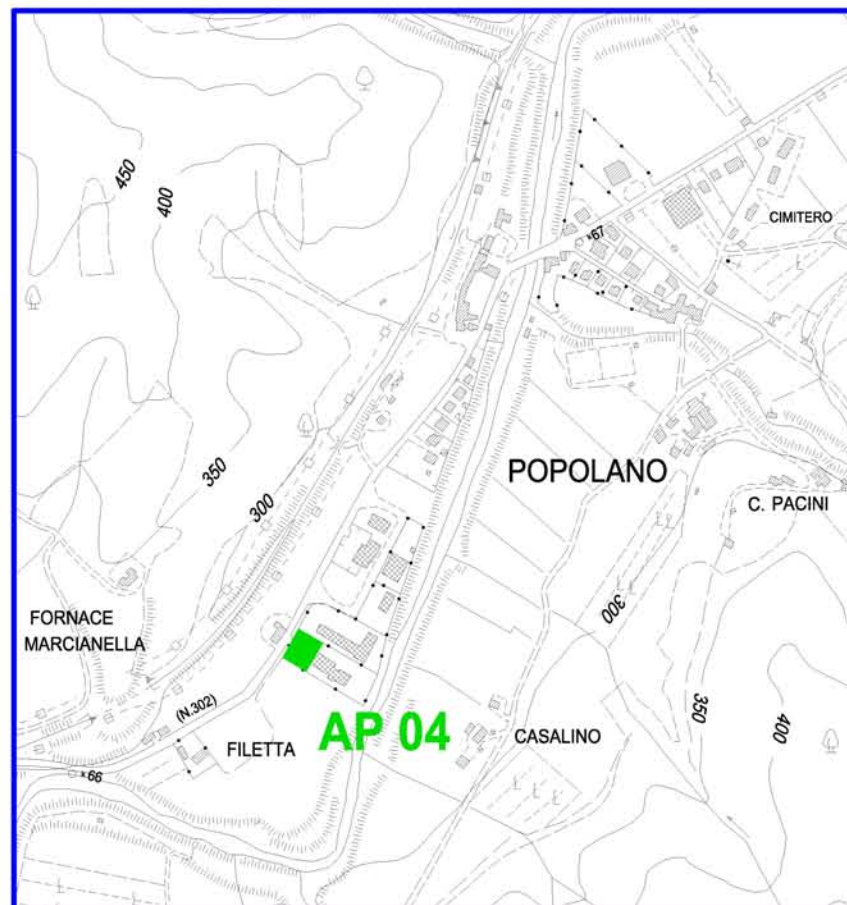 450
400
67
CIMITERO
POPOLANO
350
300
C. PACINI
FORNACE
MARCIANELLA
300
350
400
(N.302)
AP 04
FILETTA
CASALINO
66